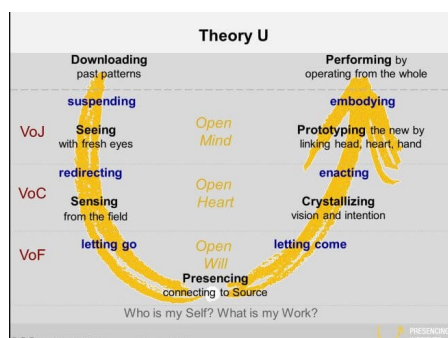 Theory U
Downloading
past patterns
Performing by
operating from the whole
suspending
embodying
VoJ
Seeing
with fresh eyes
Open
Mind
Prototyping the new by
linking head, heart, hand
redirecting
enacting
VoC
Sensing
from the field
Open
Heart
Crystallizing
vision and intention
letting go
letting come
VoF
Open
Will
Presencing
connecting to Source
Who is my Self? What is my Work?
PRESENCING